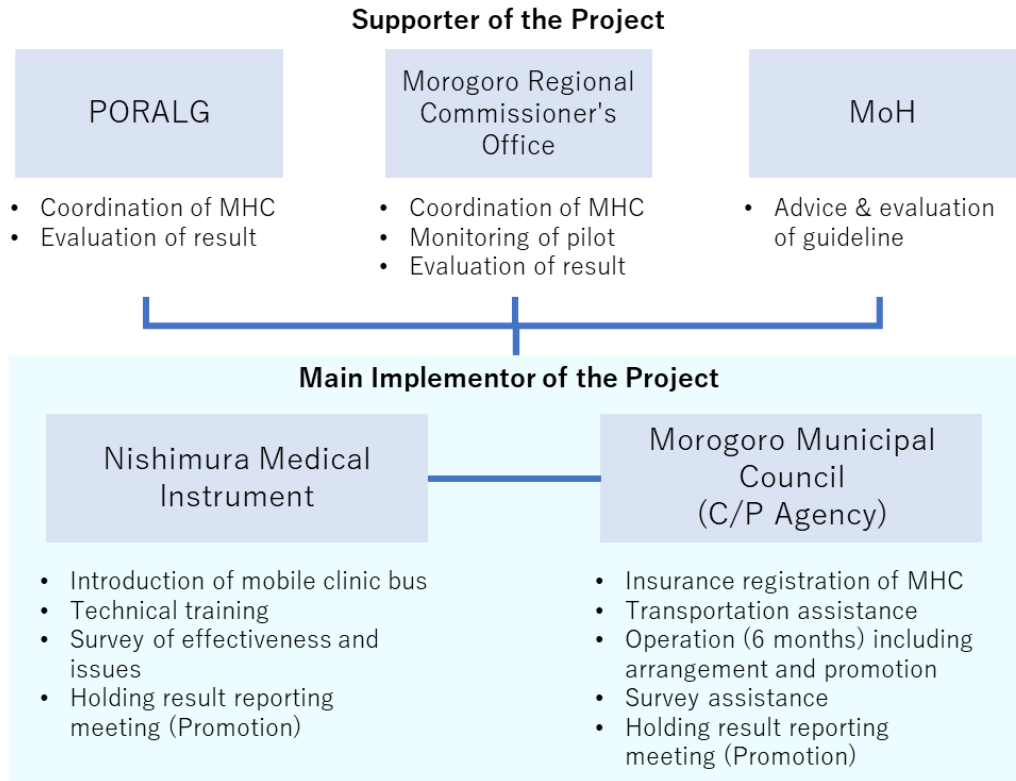 Supporter of the Project
PORALG
• Coordination of MHC
• Evaluation of result
Morogoro Regional
Commissioner's
Office
• Coordination of MHC
• Monitoring of pilot
• Evaluation of result
MoH
• Advice & evaluation
of guideline
Main Implementor of the Project
Nishimura Medical
Instrument
• Introduction of mobile clinic bus
• Technical training
• Survey of effectiveness and
issues
• Holding result reporting
meeting (Promotion)
Morogoro Municipal
Council
(C/P Agency)
• Insurance registration of MHC
• Transportation assistance
• Operation (6 months) including
arrangement and promotion
• Survey assistance
• Holding result reporting
meeting (Promotion)